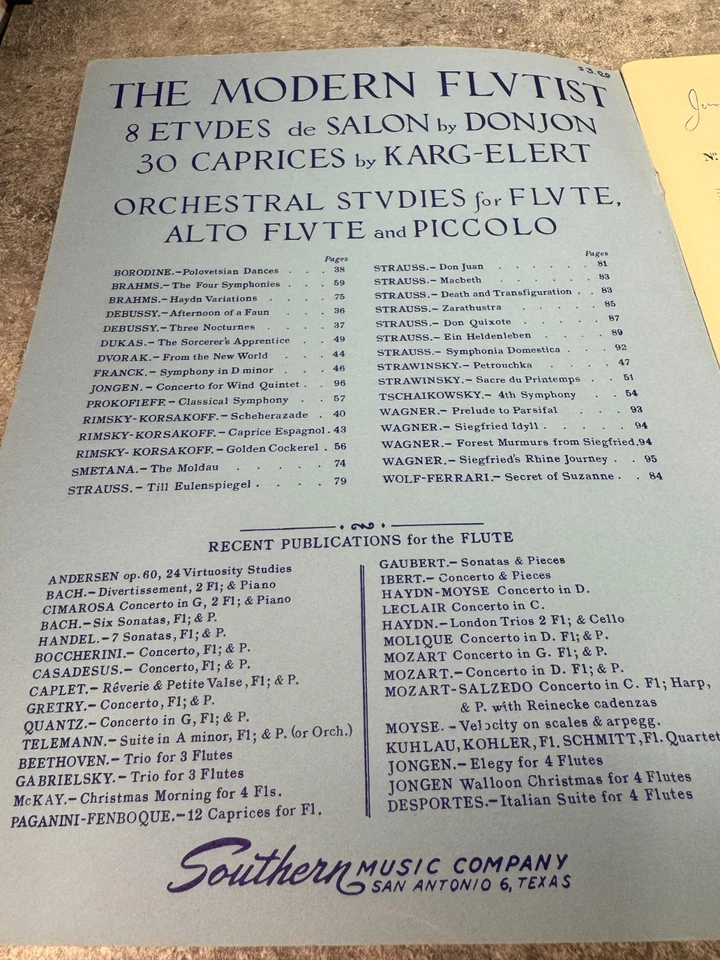 $3.00
THE MODERN FLVTIST
8 ETVDES de SALON by DONJON
30 CAPRICES by KARG-ELERT
ORCHESTRAL STVDIES for FLVTE,
ALTO FLVTE and PICCOLO
Pages
BORODINE.-Polovetsian Dances . . . 38
BRAHMS.-The Four Symphonies . . . 59
BRAHMS.-Haydn Variations . . . 75
DEBUSSY.-Afternoon of a Faun . . . 36
DEBUSSY.-Three Nocturnes . . . 37
DUKAS.-The Sorcerer's Apprentice . . 49
DVORAK.-From the New World . . . 44
FRANCK.-Symphony in D minor . . . 46
JONGEN.-Concerto for Wind Quintet . . 96
PROKOFIEFF.-Classical Symphony . . . 57
RIMSKY-KORSAKOFF.-Scheherazade . . 40
RIMSKY-KORSAKOFF.-Caprice Espagnol . 43
RIMSKY-KORSAKOFF.-Golden Cockerel . 56
SMETANA.-The Moldau . . . . . 74
STRAUSS.-Till Eulenspiegel . . . . 79
Pages
STRAUSS.-Don Juan . . . . . . 81
STRAUSS.-Macbeth . . . . . 83
STRAUSS.-Death and Transfiguration . . 83
STRAUSS.-Zarathustra . . . . . 85
STRAUSS.-Don Quixote . . . . . 87
STRAUSS.-Ein Heldenleben . . . . 89
STRAUSS.-Symphonia Domestica . . . 92
STRAWINSKY.-Petrouchka . . . . 47
STRAWINSKY.-Sacre du Printemps . . 51
TSCHAIKOWSKY.-4th Symphony . . . 54
WAGNER.-Prelude to Parsifal . . . 93
WAGNER.-Siegfried Idyll . . . . . 94
WAGNER.-Forest Murmurs from Siegfried.94
WAGNER.-Siegfried's Rhine Journey . . 95
WOLF-FERRARI.-Secret of Suzanne . . 84
RECENT PUBLICATIONS for the FLUTE
ANDERSEN op. 60, 24 Virtuosity Studies
BACH.-Divertissement, 2 Fl; & Piano
CIMAROSA Concerto in G, 2 Fl; & Piano
BACH.-Six Sonatas, Fl; & P.
HANDEL.-7 Sonatas, Fl; & P.
BOCCHERINI.-Concerto, Fl; & P.
CASADESUS.-Concerto, Fl; & P.
CAPLET.-Rêverie & Petite Valse, Fl; & P.
GRETRY.-Concerto, Fl; & P.
QUANTZ.-Concerto in G, Fl; & P.
TELEMANN.-Suite in A minor, Fl; & P. (or Orch.)
BEETHOVEN.-Trio for 3 Flutes
GABRIELSKY.-Trio for 3 Flutes
McKAY.-Christmas Morning for 4 Fls.
PAGANINI-FENBOQUE.-12 Caprices for Fl.
GAUBERT.-Sonatas & Pieces
IBERT.-Concerto & Pieces
HAYDN-MOYSE Concerto in D.
LECLAIR Concerto in C.
HAYDN.-London Trios 2 Fl; & Cello
MOLIQUE Concerto in D. Fl; & P.
MOZART Concerto in G. Fl; & P.
MOZART.-Concerto in D. Fl; & P.
MOZART-SALZEDO Concerto in C. Fl; Harp,
& P. with Reinecke cadenzas
MOYSE.-Velocity on scales & arpegg.
KUHLAU, KOHLER, Fl. SCHMITT, Fl. Quartet
JONGEN.-Elegy for 4 Flutes
JONGEN Walloon Christmas for 4 Flutes
DESPORTES.-Italian Suite for 4 Flutes
Southern MUSIC COMPANY
SAN ANTONIO 6, TEXAS
No.